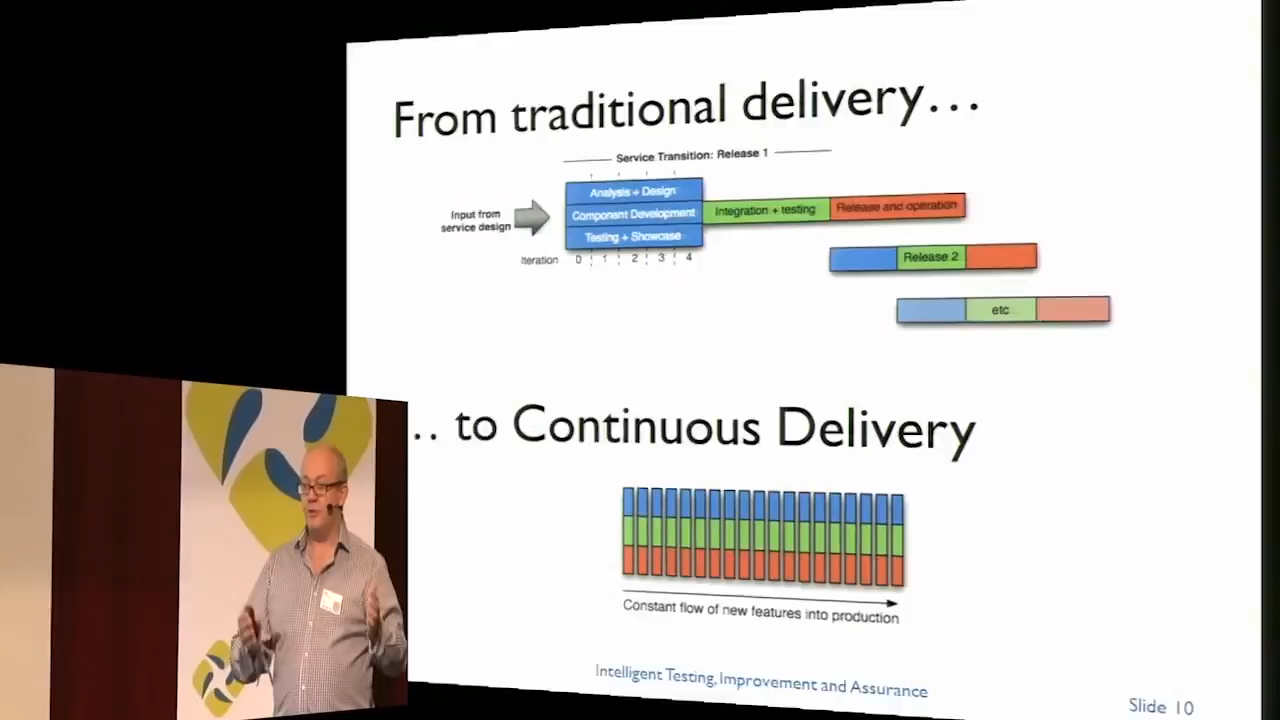 From traditional delivery…
Service Transition: Release 1
Analysis + Design
Input from service design
Component Development
Integration + testing
Release and operation
Testing + Showcase
Iteration 0 1 2 3 4
Release 2
etc
.. to Continuous Delivery
Constant flow of new features into production
Intelligent Testing, Improvement and Assurance
Slide 10